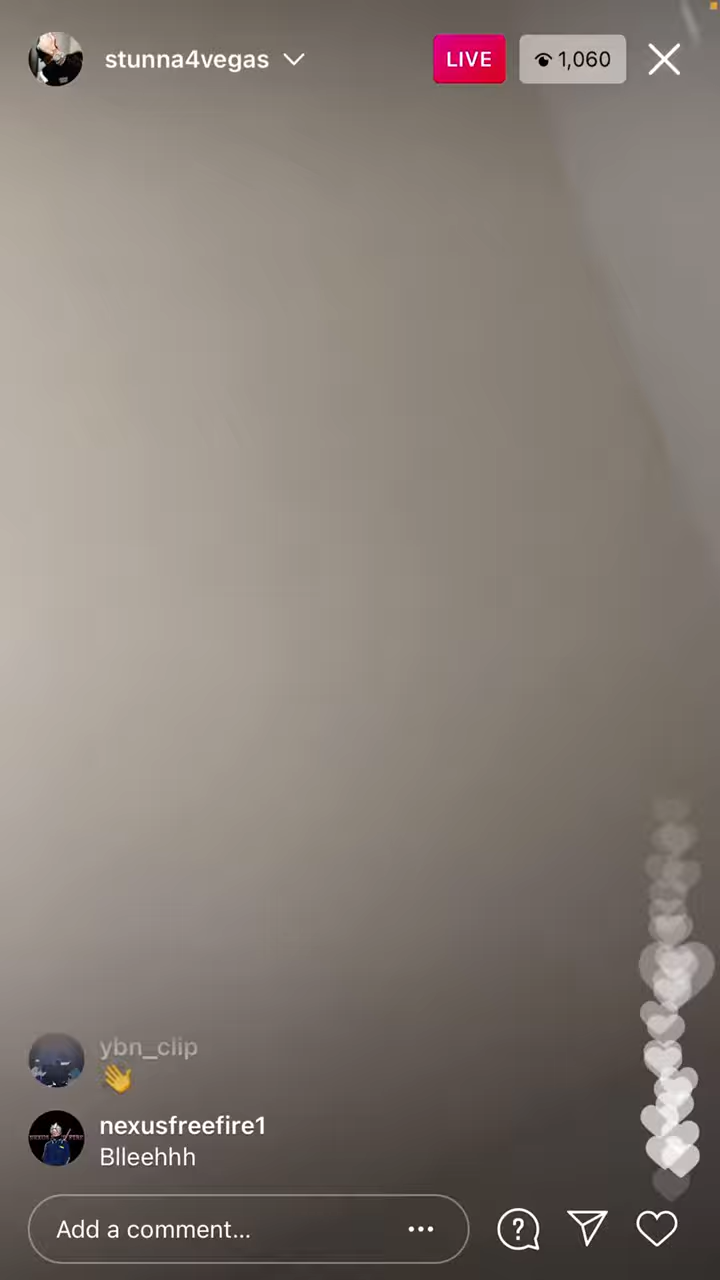 stunna4vegas
LIVE
1,060
ybn_clip
👋
nexusfreefire1
Blleehhh
Add a comment...